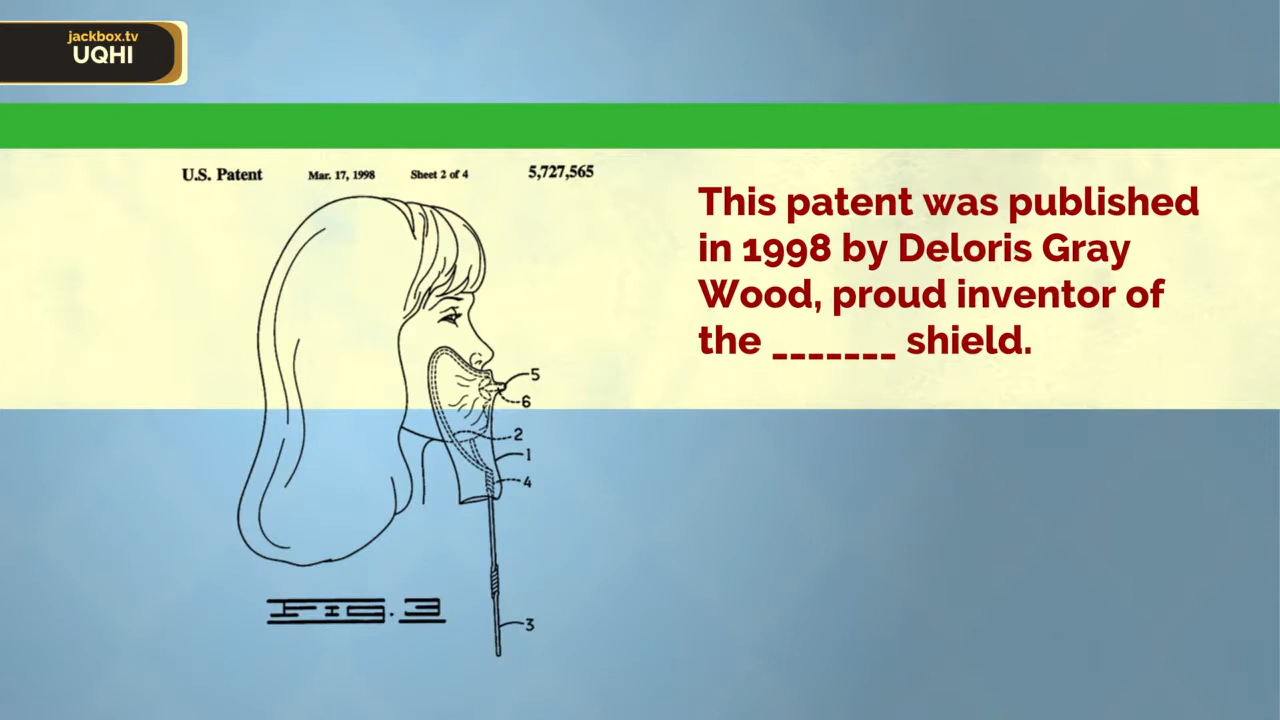 jackbox.tv
UQHI
U.S. Patent Mar. 17, 1998 Sheet 2 of 4 5,727,565
This patent was published
in 1998 by Deloris Gray
Wood, proud inventor of
the _______ shield.
5
6
2
1
4
3
FIG. 3